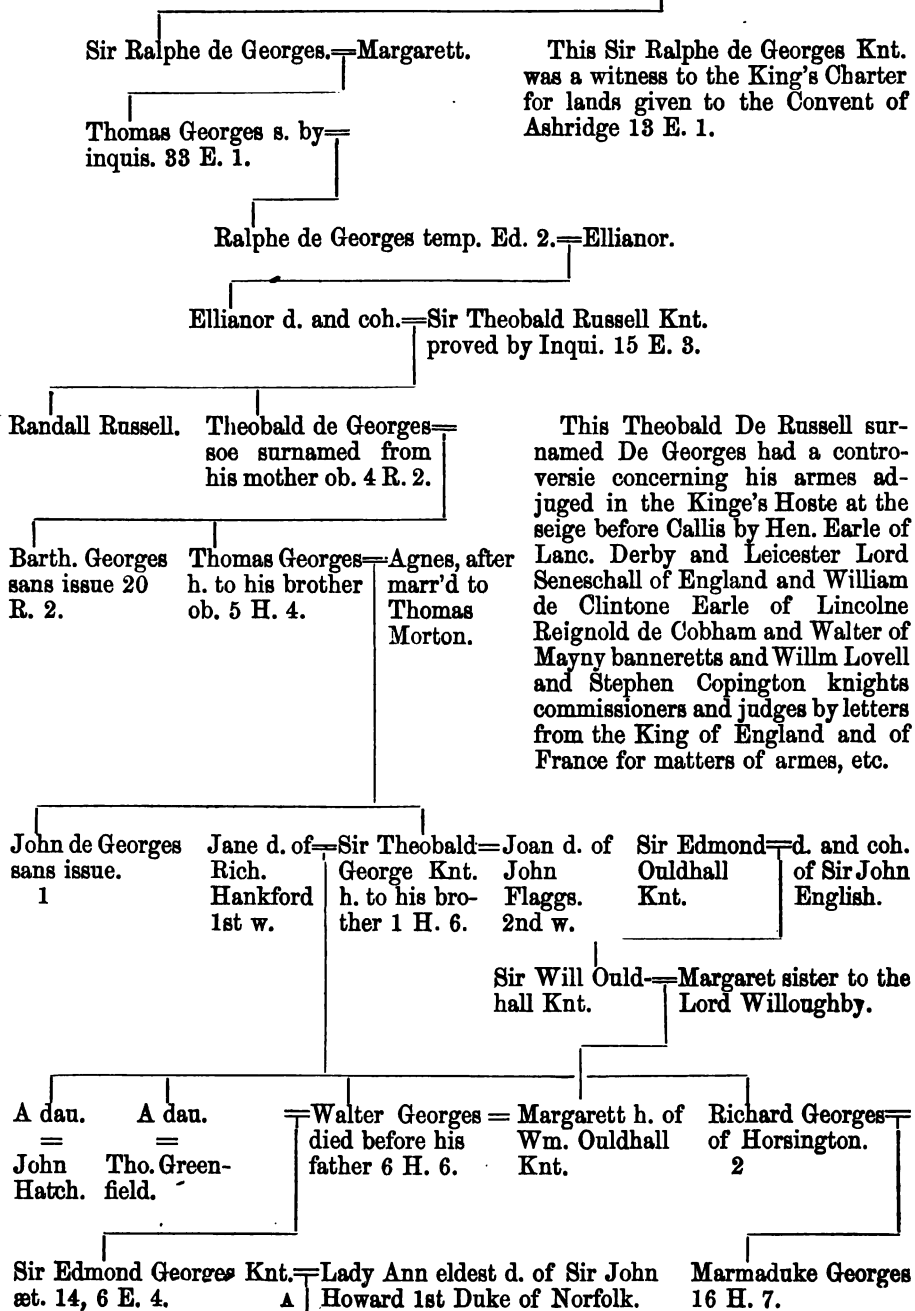 Sir Ralphe de Georges.=Margarett.
This Sir Ralphe de Georges Knt.
was a witness to the King's Charter
for lands given to the Convent of
Ashridge 13 E. 1.
Thomas Georges s. by=
inquis. 33 E. 1.
Ralphe de Georges temp. Ed. 2.=Ellianor.
Ellianor d. and coh.=Sir Theobald Russell Knt.
proved by Inqui. 15 E. 3.
Randall Russell.
Theobald de Georges=
soe surnamed from
his mother ob. 4 R. 2.
This Theobald De Russell sur-
named De Georges had a contro-
versie concerning his armes ad-
juged in the Kinge's Hoste at the
seige before Callis by Hen. Earle of
Lanc. Derby and Leicester Lord
Seneschall of England and William
de Clintone Earle of Lincolne
Reignold de Cobham and Walter of
Mayny banneretts and Willm Lovell
and Stephen Copington knights
commissioners and judges by letters
from the King of England and of
France for matters of armes, etc.
Barth. Georges
sans issue 20
R. 2.
Thomas Georges=
h. to his brother
ob. 5 H. 4.
Agnes, after
marr'd to
Thomas
Morton.
John de Georges
sans issue.
1
Jane d. of=
Rich.
Hankford
1st w.
Sir Theobald=
George Knt.
h. to his bro-
ther 1 H. 6.
Joan d. of
John
Flaggs.
2nd w.
Sir Edmond=
Ouldhall
Knt.
d. and coh.
of Sir John
English.
Sir Will Ould-=
hall Knt.
Margaret sister to the
Lord Willoughby.
A dau.
=
John
Hatch.
A dau.
=
Tho. Green-
field.
=Walter Georges=
died before his
father 6 H. 6.
Margarett h. of
Wm. Ouldhall
Knt.
Richard Georges=
of Horsington.
2
Sir Edmond Georges Knt.=
æt. 14, 6 E. 4.
A
Lady Ann eldest d. of Sir John
Howard 1st Duke of Norfolk.
Marmaduke Georges
16 H. 7.